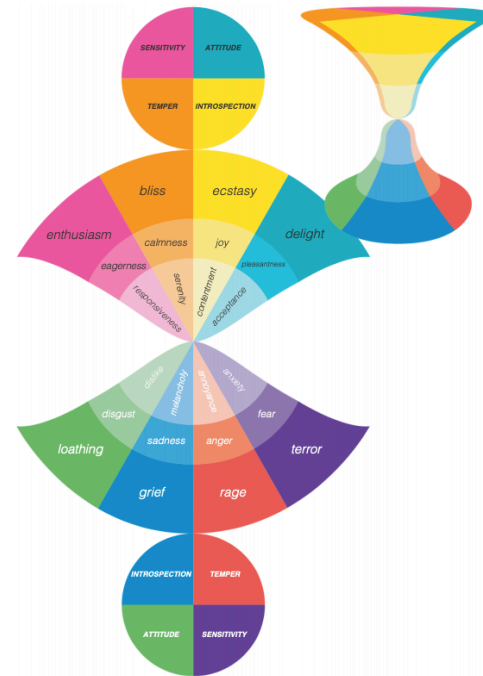 SENSITIVITY
ATTITUDE
TEMPER
INTROSPECTION
bliss
ecstasy
enthusiasm
delight
calmness
joy
eagerness
pleasantness
responsiveness
serenity
contentment
acceptance
dislike
melancholy
annoyance
anxiety
disgust
sadness
anger
fear
loathing
grief
rage
terror
INTROSPECTION
TEMPER
ATTITUDE
SENSITIVITY